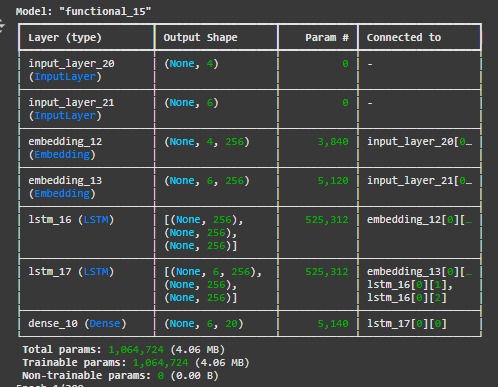 Model: "functional_15"
Layer (type) Output Shape Param # Connected to
input_layer_20 (None, 4) 0 -
(InputLayer)
input_layer_21 (None, 6) 0 -
(InputLayer)
embedding_12 (None, 4, 256) 3,840 input_layer_20[0…
(Embedding)
embedding_13 (None, 6, 256) 5,120 input_layer_21[0…
(Embedding)
lstm_16 (LSTM) [(None, 256), 525,312 embedding_12[0][…
(None, 256),
(None, 256)]
lstm_17 (LSTM) [(None, 6, 256), 525,312 embedding_13[0][…
(None, 256), lstm_16[0][1],
(None, 256)] lstm_16[0][2]
dense_10 (Dense) (None, 6, 20) 5,140 lstm_17[0][0]
Total params: 1,064,724 (4.06 MB)
Trainable params: 1,064,724 (4.06 MB)
Non-trainable params: 0 (0.00 B)